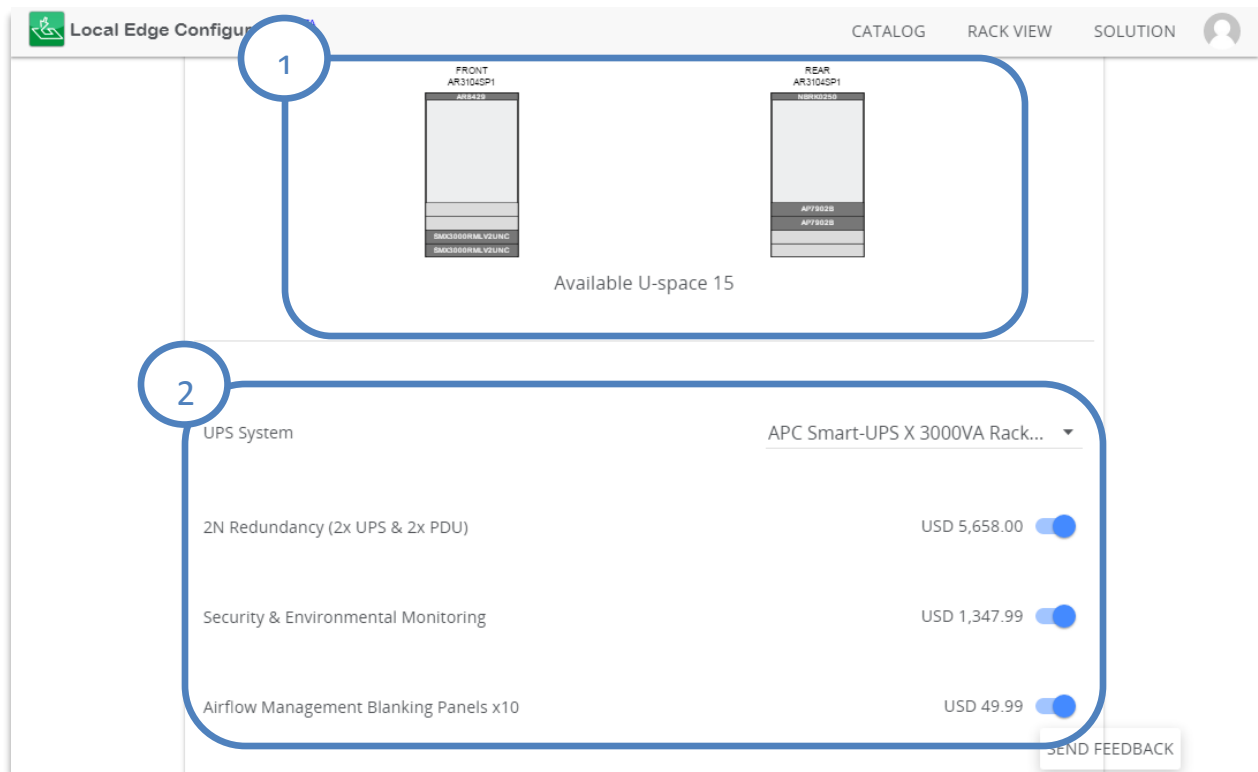 Local Edge Configur
CATALOG
RACK VIEW
SOLUTION
1
FRONT
AR3104SP1
REAR
AR3104SP1
AR8429
NBRK0250
AP7902B
AP7902B
SMX3000RMLV2UNC
SMX3000RMLV2UNC
Available U-space 15
2
UPS System
APC Smart-UPS X 3000VA Rack...
2N Redundancy (2x UPS & 2x PDU)
USD 5,658.00
Security & Environmental Monitoring
USD 1,347.99
Airflow Management Blanking Panels x10
USD 49.99
SEND FEEDBACK